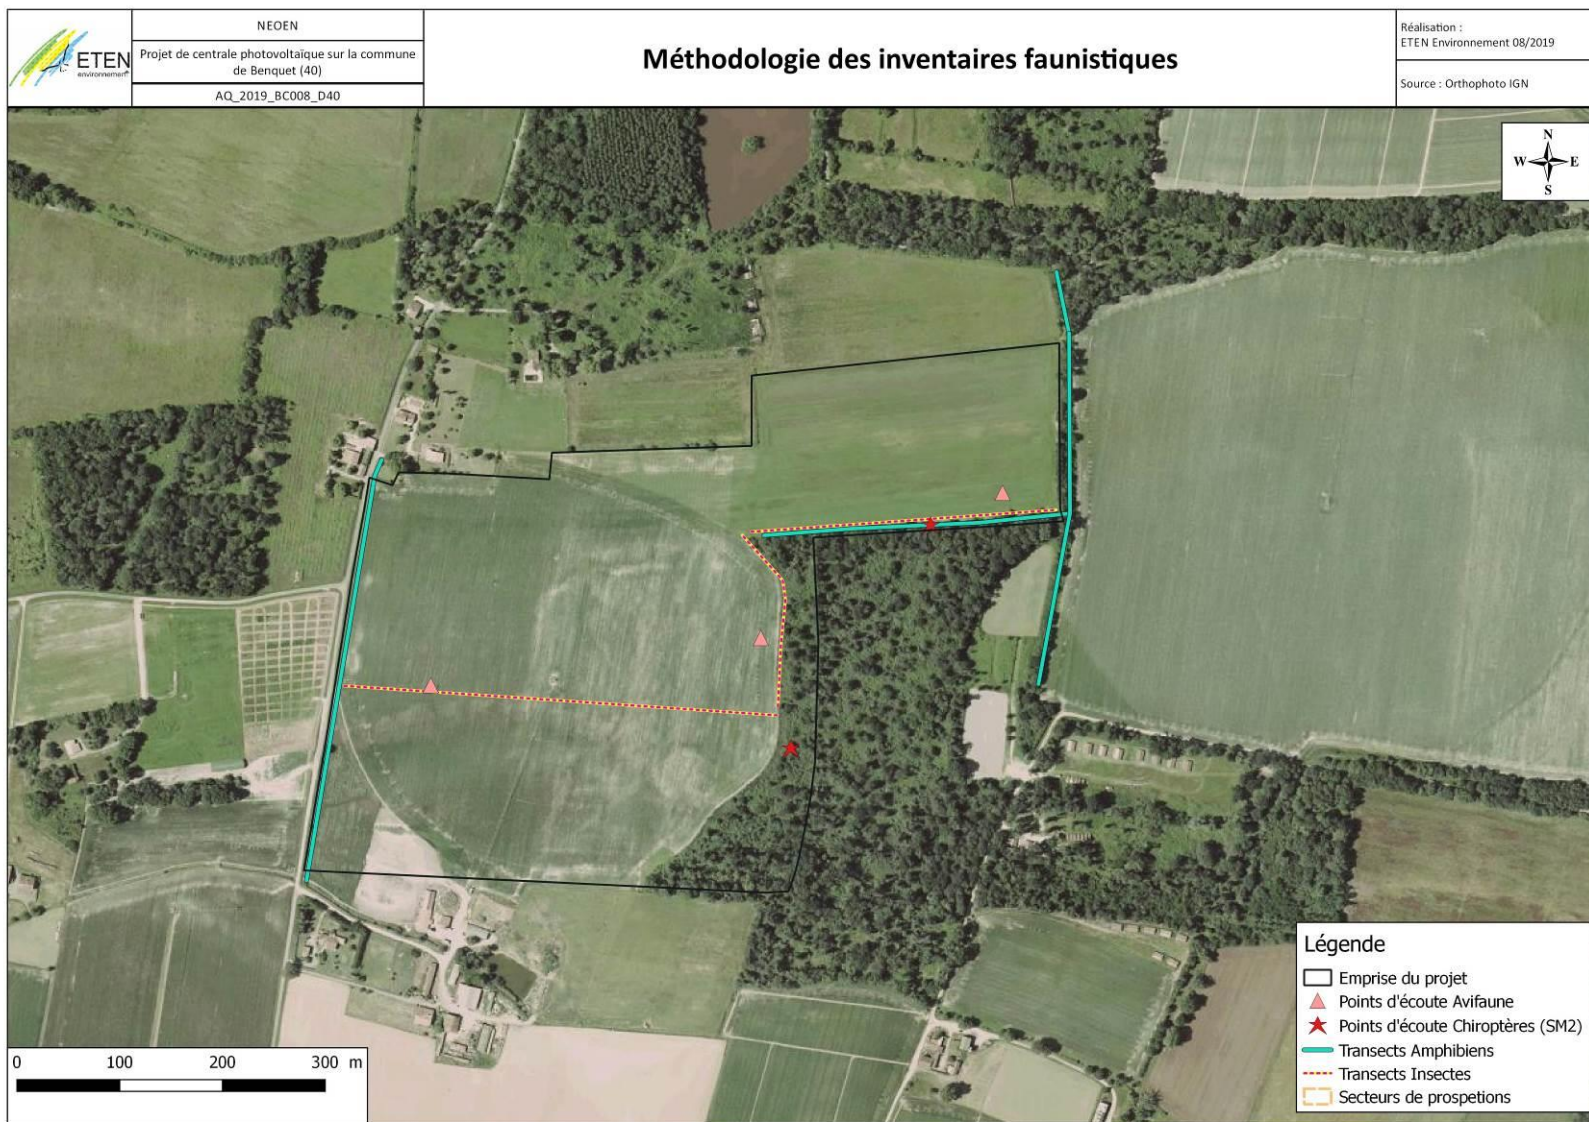 ETEN
environnement
NEOEN
Projet de centrale photovoltaïque sur la commune
de Benquet (40)
AQ_2019_BC008_D40
Méthodologie des inventaires faunistiques
Réalisation :
ETEN Environnement 08/2019
Source : Orthophoto IGN
N
W E
S
Légende
Emprise du projet
Points d'écoute Avifaune
Points d'écoute Chiroptères (SM2)
Transects Amphibiens
Transects Insectes
Secteurs de prospetions
0 100 200 300 m